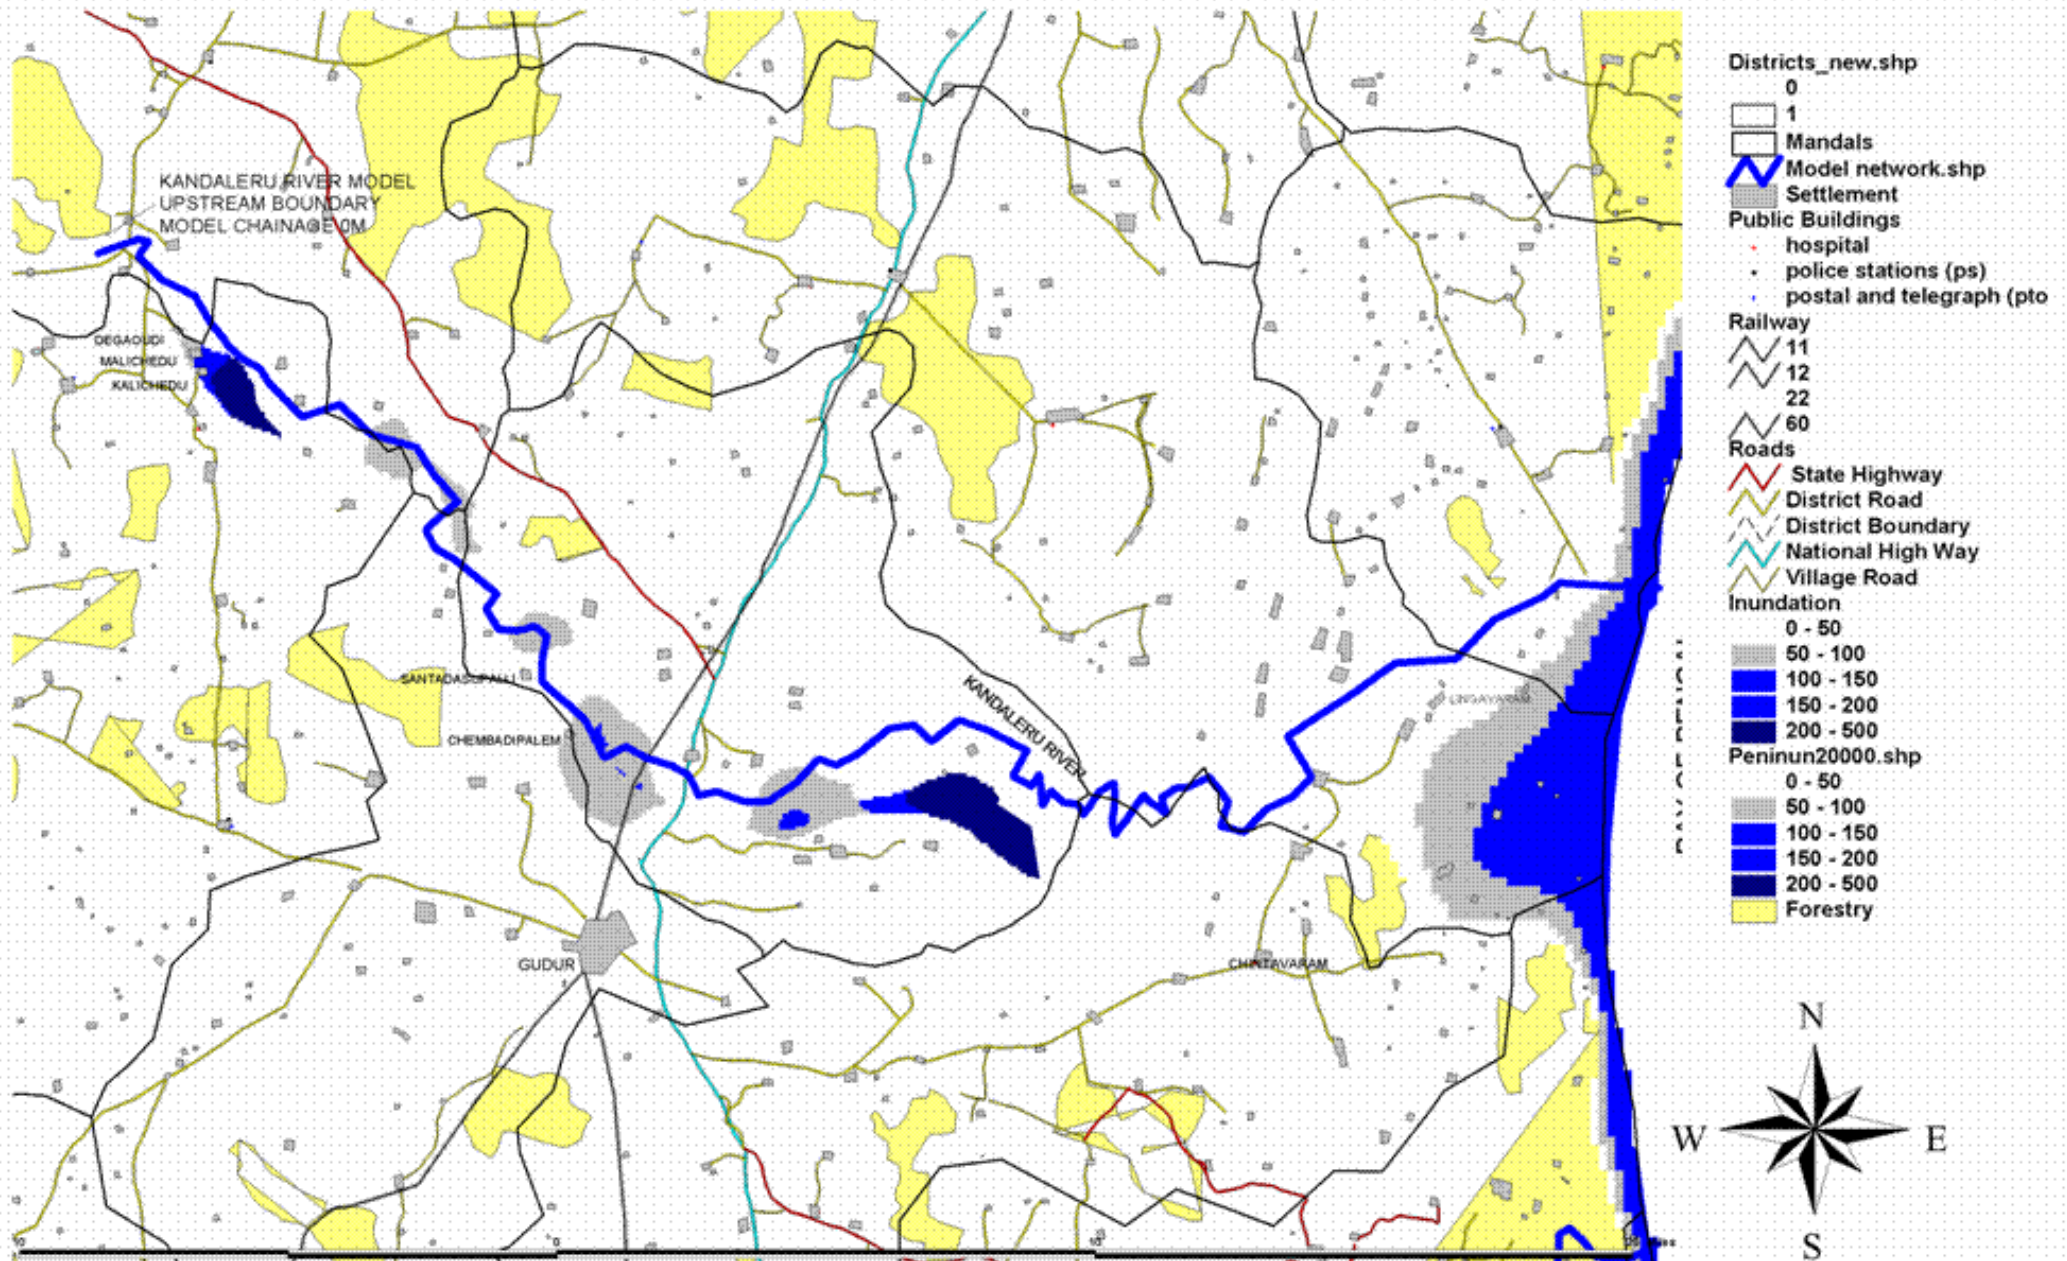 KANDALERU RIVER MODEL
UPSTREAM BOUNDARY
MODEL CHAINAGE 0M
DEGAOUDI
MALICHEDU
KALICHEDU
SANTADASUPALLI
CHEMBADIPALEM
KANDALERU RIVER
LINGAVARAM
GUDUR
CHINTAVARAM
0
10
Districts_new.shp
0
1
Mandals
Model network.shp
Settlement
Public Buildings
hospital
police stations (ps)
postal and telegraph (pto
Railway
11
12
22
60
Roads
State Highway
District Road
District Boundary
National High Way
Village Road
Inundation
0 - 50
50 - 100
100 - 150
150 - 200
200 - 500
Peninun20000.shp
0 - 50
50 - 100
100 - 150
150 - 200
200 - 500
Forestry
N
W
E
S